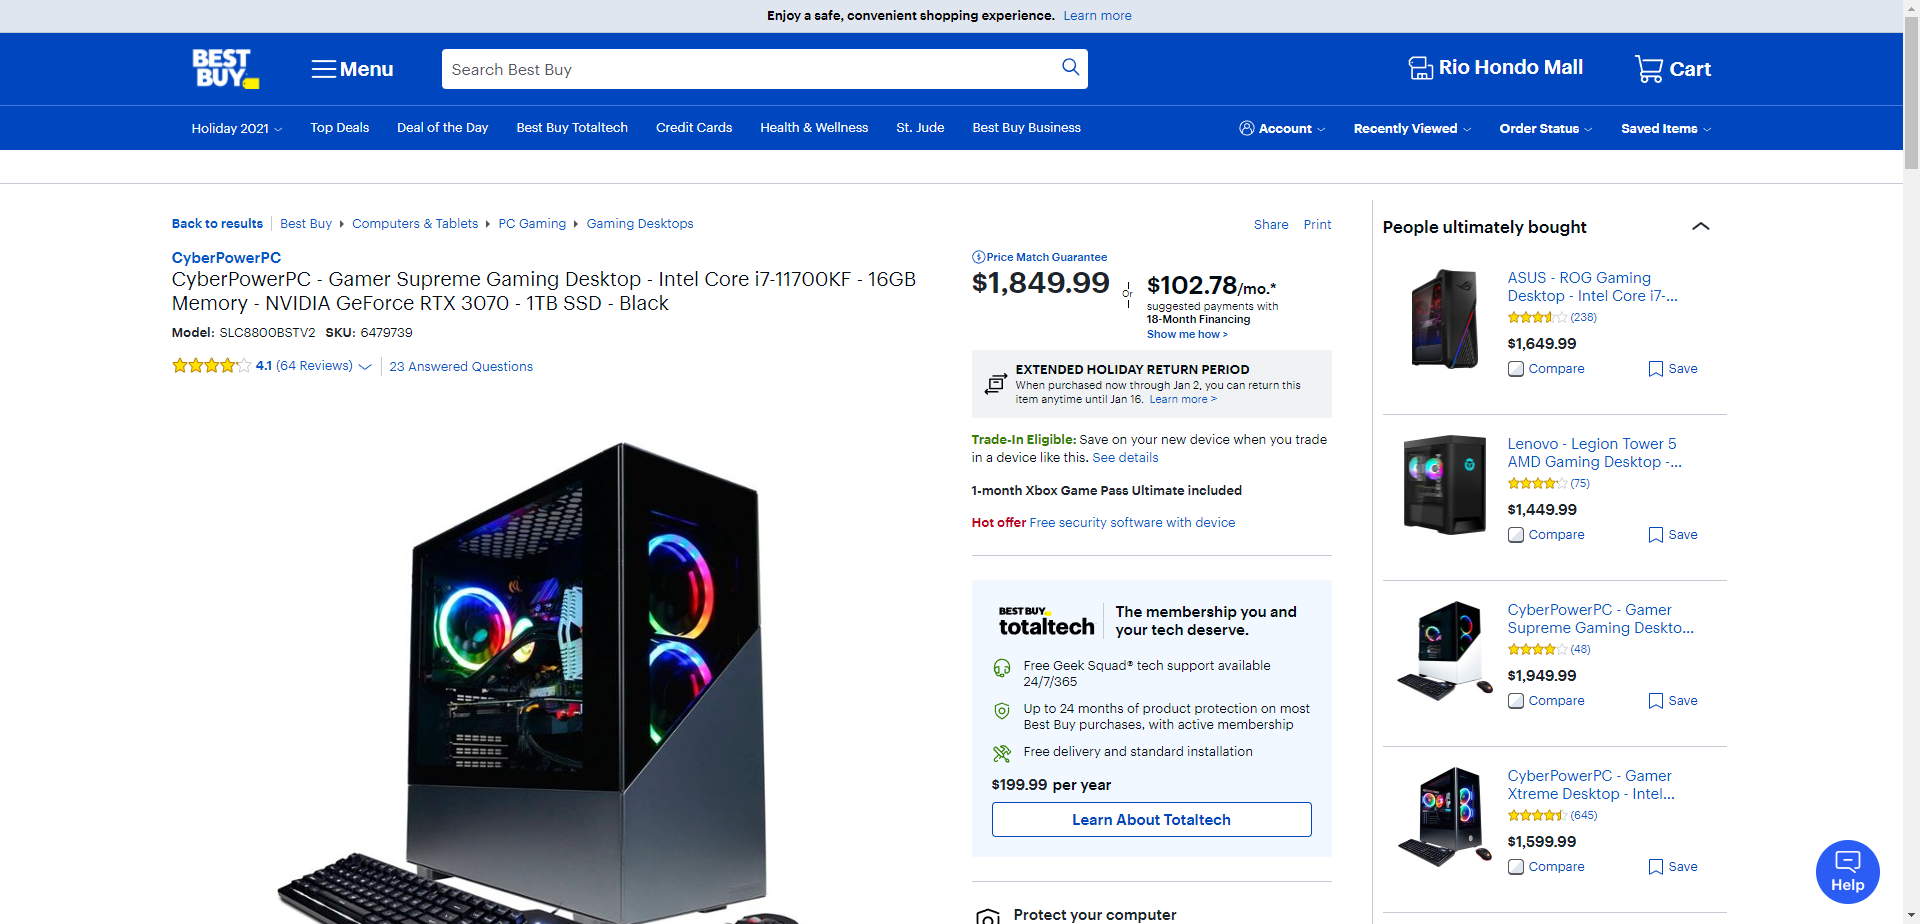 Enjoy a safe, convenient shopping experience. Learn more
BEST BUY
Menu
Search Best Buy
Rio Hondo Mall
Cart
Holiday 2021
Top Deals
Deal of the Day
Best Buy Totaltech
Credit Cards
Health & Wellness
St. Jude
Best Buy Business
Account
Recently Viewed
Order Status
Saved Items
Back to results
Best Buy
Computers & Tablets
PC Gaming
Gaming Desktops
Share
Print
CyberPowerPC
CyberPowerPC - Gamer Supreme Gaming Desktop - Intel Core i7-11700KF - 16GB
Memory - NVIDIA GeForce RTX 3070 - 1TB SSD - Black
Model: SLC8800BSTV2 SKU: 6479739
4.1 (64 Reviews)
23 Answered Questions
Price Match Guarantee
$1,849.99
Or
$102.78/mo.*
suggested payments with
18-Month Financing
Show me how >
EXTENDED HOLIDAY RETURN PERIOD
When purchased now through Jan 2, you can return this
item anytime until Jan 16. Learn more >
Trade-In Eligible: Save on your new device when you trade
in a device like this. See details
1-month Xbox Game Pass Ultimate included
Hot offer Free security software with device
BEST BUY
totaltech
The membership you and
your tech deserve.
Free Geek Squad® tech support available
24/7/365
Up to 24 months of product protection on most
Best Buy purchases, with active membership
Free delivery and standard installation
$199.99 per year
Learn About Totaltech
Protect your computer
People ultimately bought
ASUS - ROG Gaming
Desktop - Intel Core i7-...
(238)
$1,649.99
Compare
Save
Lenovo - Legion Tower 5
AMD Gaming Desktop -...
(75)
$1,449.99
Compare
Save
CyberPowerPC - Gamer
Supreme Gaming Deskto...
(48)
$1,949.99
Compare
Save
CyberPowerPC - Gamer
Xtreme Desktop - Intel...
(645)
$1,599.99
Compare
Save
Help